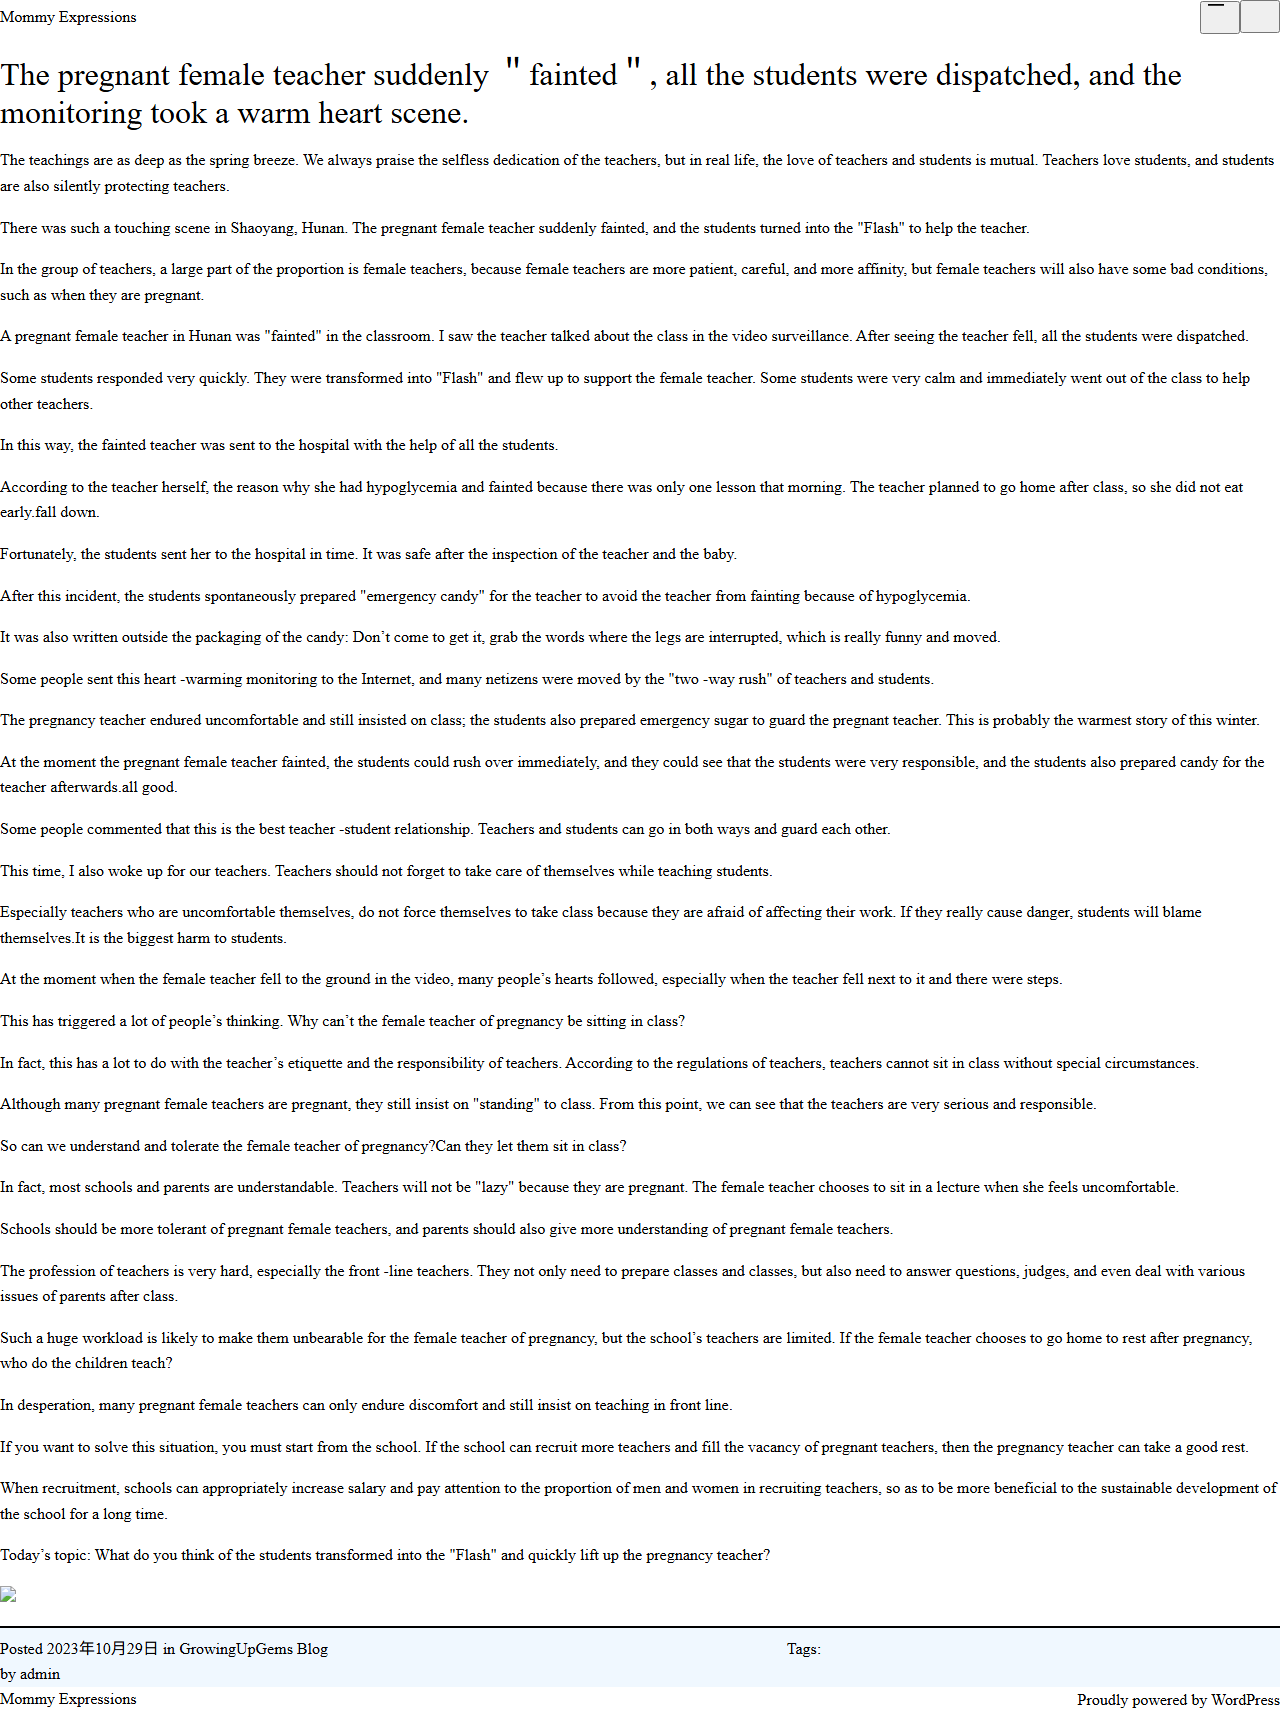 Mommy Expressions
The pregnant female teacher suddenly ＂fainted＂, all the students were dispatched, and the
monitoring took a warm heart scene.
The teachings are as deep as the spring breeze. We always praise the selfless dedication of the teachers, but in real life, the love of teachers and students is mutual. Teachers love students, and students
are also silently protecting teachers.
There was such a touching scene in Shaoyang, Hunan. The pregnant female teacher suddenly fainted, and the students turned into the "Flash" to help the teacher.
In the group of teachers, a large part of the proportion is female teachers, because female teachers are more patient, careful, and more affinity, but female teachers will also have some bad conditions,
such as when they are pregnant.
A pregnant female teacher in Hunan was "fainted" in the classroom. I saw the teacher talked about the class in the video surveillance. After seeing the teacher fell, all the students were dispatched.
Some students responded very quickly. They were transformed into "Flash" and flew up to support the female teacher. Some students were very calm and immediately went out of the class to help
other teachers.
In this way, the fainted teacher was sent to the hospital with the help of all the students.
According to the teacher herself, the reason why she had hypoglycemia and fainted because there was only one lesson that morning. The teacher planned to go home after class, so she did not eat
early.fall down.
Fortunately, the students sent her to the hospital in time. It was safe after the inspection of the teacher and the baby.
After this incident, the students spontaneously prepared "emergency candy" for the teacher to avoid the teacher from fainting because of hypoglycemia.
It was also written outside the packaging of the candy: Don’t come to get it, grab the words where the legs are interrupted, which is really funny and moved.
Some people sent this heart -warming monitoring to the Internet, and many netizens were moved by the "two -way rush" of teachers and students.
The pregnancy teacher endured uncomfortable and still insisted on class; the students also prepared emergency sugar to guard the pregnant teacher. This is probably the warmest story of this winter.
At the moment the pregnant female teacher fainted, the students could rush over immediately, and they could see that the students were very responsible, and the students also prepared candy for the
teacher afterwards.all good.
Some people commented that this is the best teacher -student relationship. Teachers and students can go in both ways and guard each other.
This time, I also woke up for our teachers. Teachers should not forget to take care of themselves while teaching students.
Especially teachers who are uncomfortable themselves, do not force themselves to take class because they are afraid of affecting their work. If they really cause danger, students will blame
themselves.It is the biggest harm to students.
At the moment when the female teacher fell to the ground in the video, many people’s hearts followed, especially when the teacher fell next to it and there were steps.
This has triggered a lot of people’s thinking. Why can’t the female teacher of pregnancy be sitting in class?
In fact, this has a lot to do with the teacher’s etiquette and the responsibility of teachers. According to the regulations of teachers, teachers cannot sit in class without special circumstances.
Although many pregnant female teachers are pregnant, they still insist on "standing" to class. From this point, we can see that the teachers are very serious and responsible.
So can we understand and tolerate the female teacher of pregnancy?Can they let them sit in class?
In fact, most schools and parents are understandable. Teachers will not be "lazy" because they are pregnant. The female teacher chooses to sit in a lecture when she feels uncomfortable.
Schools should be more tolerant of pregnant female teachers, and parents should also give more understanding of pregnant female teachers.
The profession of teachers is very hard, especially the front -line teachers. They not only need to prepare classes and classes, but also need to answer questions, judges, and even deal with various
issues of parents after class.
Such a huge workload is likely to make them unbearable for the female teacher of pregnancy, but the school’s teachers are limited. If the female teacher chooses to go home to rest after pregnancy,
who do the children teach?
In desperation, many pregnant female teachers can only endure discomfort and still insist on teaching in front line.
If you want to solve this situation, you must start from the school. If the school can recruit more teachers and fill the vacancy of pregnant teachers, then the pregnancy teacher can take a good rest.
When recruitment, schools can appropriately increase salary and pay attention to the proportion of men and women in recruiting teachers, so as to be more beneficial to the sustainable development of
the school for a long time.
Today’s topic: What do you think of the students transformed into the "Flash" and quickly lift up the pregnancy teacher?
Posted 2023年10月29日 in GrowingUpGems Blog
by admin
Tags:
Mommy Expressions
Proudly powered by WordPress